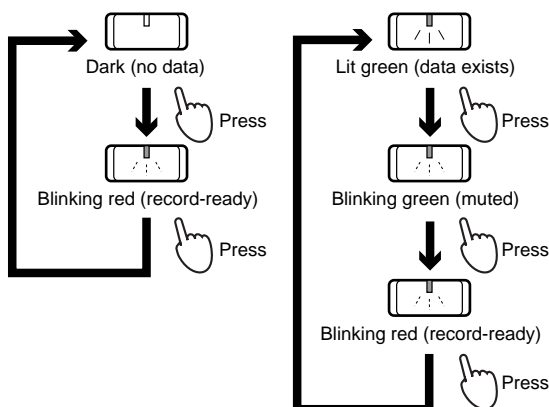 Dark (no data)
Press
Blinking red (record-ready)
Press
Lit green (data exists)
Press
Blinking green (muted)
Press
Blinking red (record-ready)
Press